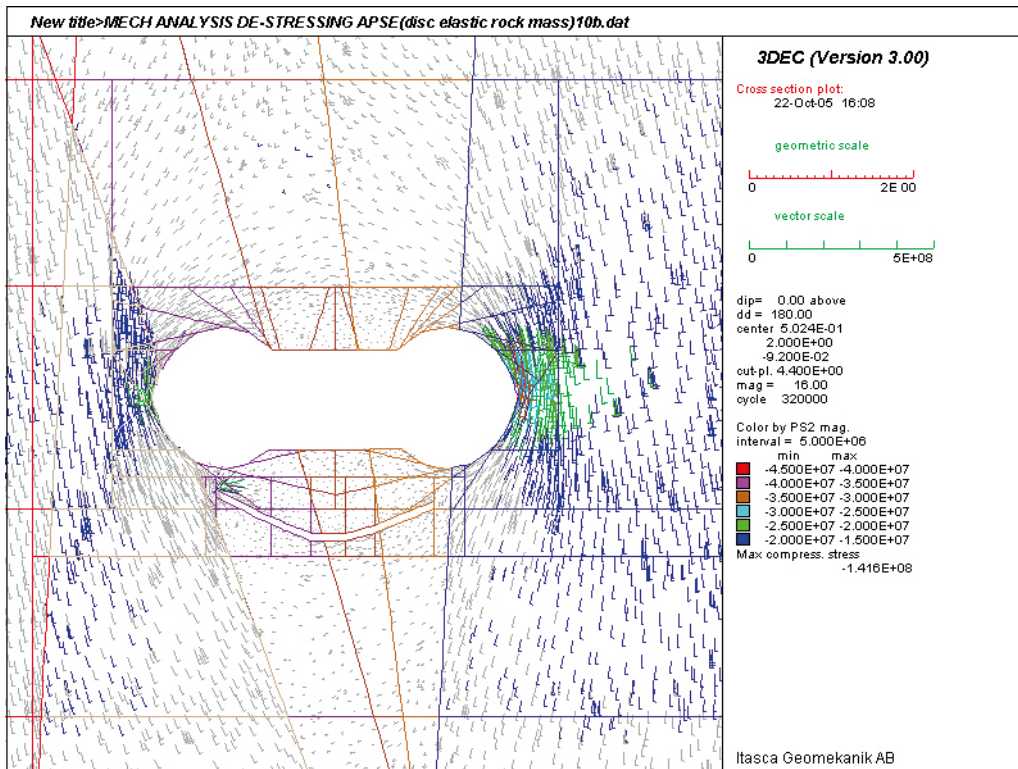 New title>MECH ANALYSIS DE-STRESSING APSE(disc elastic rock mass)10b.dat
3DEC (Version 3.00)
Cross section plot:
22-Oct-05 16:08
geometric scale
0 2E 00
vector scale
0 5E+08
dip= 0.00 above
dd = 180.00
center 5.024E-01
2.000E+00
-9.200E-02
cut-pl. 4.400E+00
mag = 16.00
cycle 320000
Color by PS2 mag.
interval = 5.000E+06
min max
-4.500E+07 -4.000E+07
-4.000E+07 -3.500E+07
-3.500E+07 -3.000E+07
-3.000E+07 -2.500E+07
-2.500E+07 -2.000E+07
-2.000E+07 -1.500E+07
Max compress. stress
-1.416E+08
Itasca Geomekanik AB